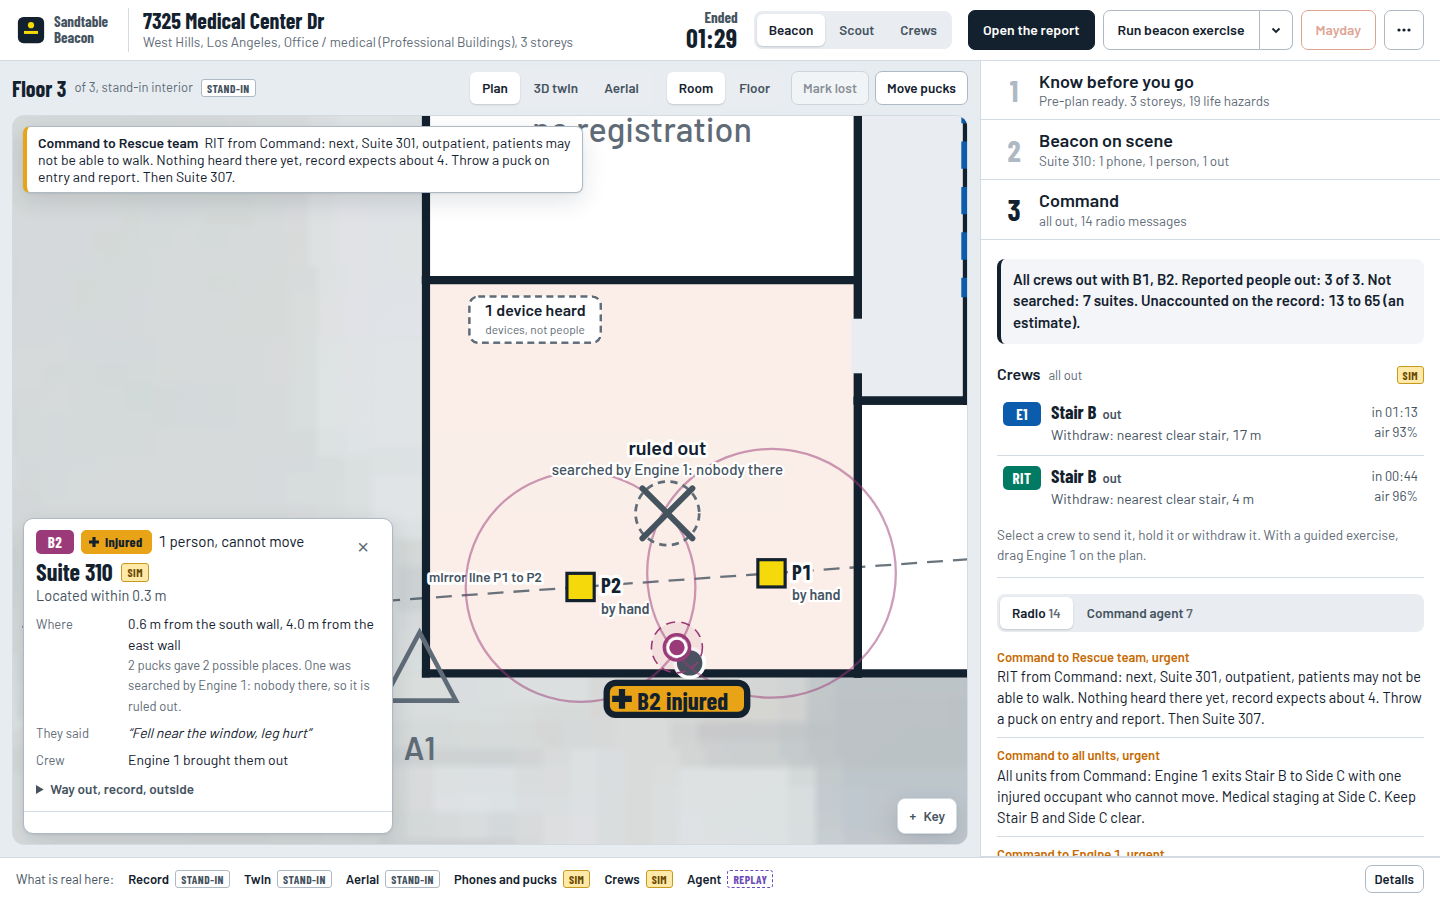 Sandtable
Beacon
7325 Medical Center Dr
West Hills, Los Angeles, Office / medical (Professional Buildings), 3 storeys
Ended
01:29
Beacon
Scout
Crews
Open the report
Run beacon exercise
Mayday
Floor 3
of 3, stand-in interior
STAND-IN
Plan
3D twin
Aerial
Room
Floor
Mark lost
Move pucks
registration
Command to Rescue team RIT from Command: next, Suite 301, outpatient, patients may
not be able to walk. Nothing heard there yet, record expects about 4. Throw a puck on
entry and report. Then Suite 307.
1 device heard
devices, not people
ruled out
searched by Engine 1: nobody there
mirror line P1 to P2
P2
by hand
P1
by hand
B2 injured
A1
+ Key
B2
Injured
1 person, cannot move
Suite 310
SIM
Located within 0.3 m
Where
0.6 m from the south wall, 4.0 m from the
east wall
2 pucks gave 2 possible places. One was
searched by Engine 1: nobody there, so it is
ruled out.
They said
“Fell near the window, leg hurt”
Crew
Engine 1 brought them out
Way out, record, outside
1
Know before you go
Pre-plan ready. 3 storeys, 19 life hazards
2
Beacon on scene
Suite 310: 1 phone, 1 person, 1 out
3
Command
all out, 14 radio messages
All crews out with B1, B2. Reported people out: 3 of 3. Not
searched: 7 suites. Unaccounted on the record: 13 to 65 (an
estimate).
Crews all out
SIM
E1
Stair B out
in 01:13
Withdraw: nearest clear stair, 17 m
air 93%
RIT
Stair B out
in 00:44
Withdraw: nearest clear stair, 4 m
air 96%
Select a crew to send it, hold it or withdraw it. With a guided exercise,
drag Engine 1 on the plan.
Radio 14
Command agent 7
Command to Rescue team, urgent
RIT from Command: next, Suite 301, outpatient, patients may not be
able to walk. Nothing heard there yet, record expects about 4. Throw
a puck on entry and report. Then Suite 307.
Command to all units, urgent
All units from Command: Engine 1 exits Stair B to Side C with one
injured occupant who cannot move. Medical staging at Side C. Keep
Stair B and Side C clear.
Command to Engine 1, urgent
What is real here:
Record STAND-IN
Twin STAND-IN
Aerial STAND-IN
Phones and pucks SIM
Crews SIM
Agent REPLAY
Details